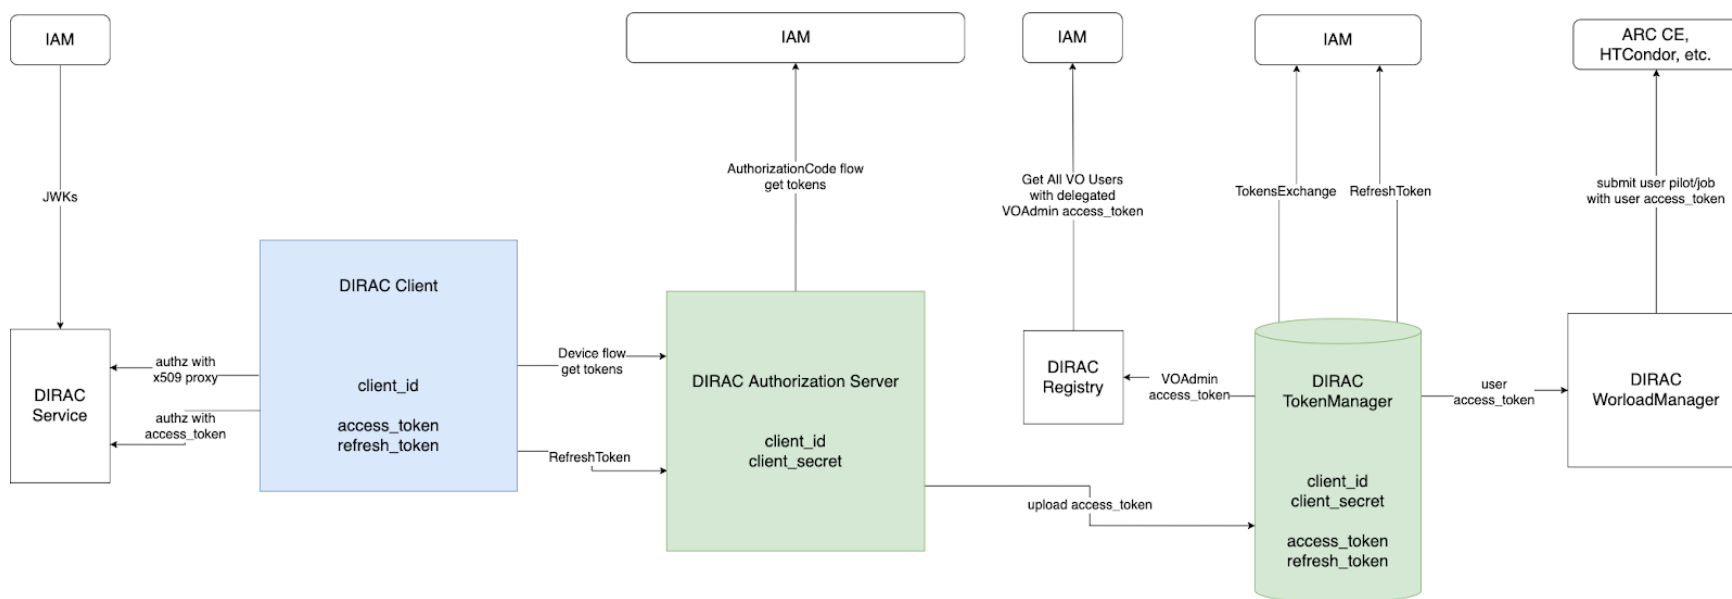 IAM
IAM
IAM
IAM
ARC CE,
HTCondor, etc.
JWKs
AuthorizationCode flow
get tokens
Get All VO Users
with delegated
VOAdmin access_token
TokensExchange
RefreshToken
submit user pilot/job
with user access_token
DIRAC
Service
authz with
x509 proxy
authz with
access_token
DIRAC Client
client_id
access_token
refresh_token
Device flow
get tokens
RefreshToken
DIRAC Authorization Server
client_id
client_secret
upload access_token
DIRAC
Registry
VOAdmin
access_token
DIRAC
TokenManager
client_id
client_secret
access_token
refresh_token
user
access_token
DIRAC
WorloadManager